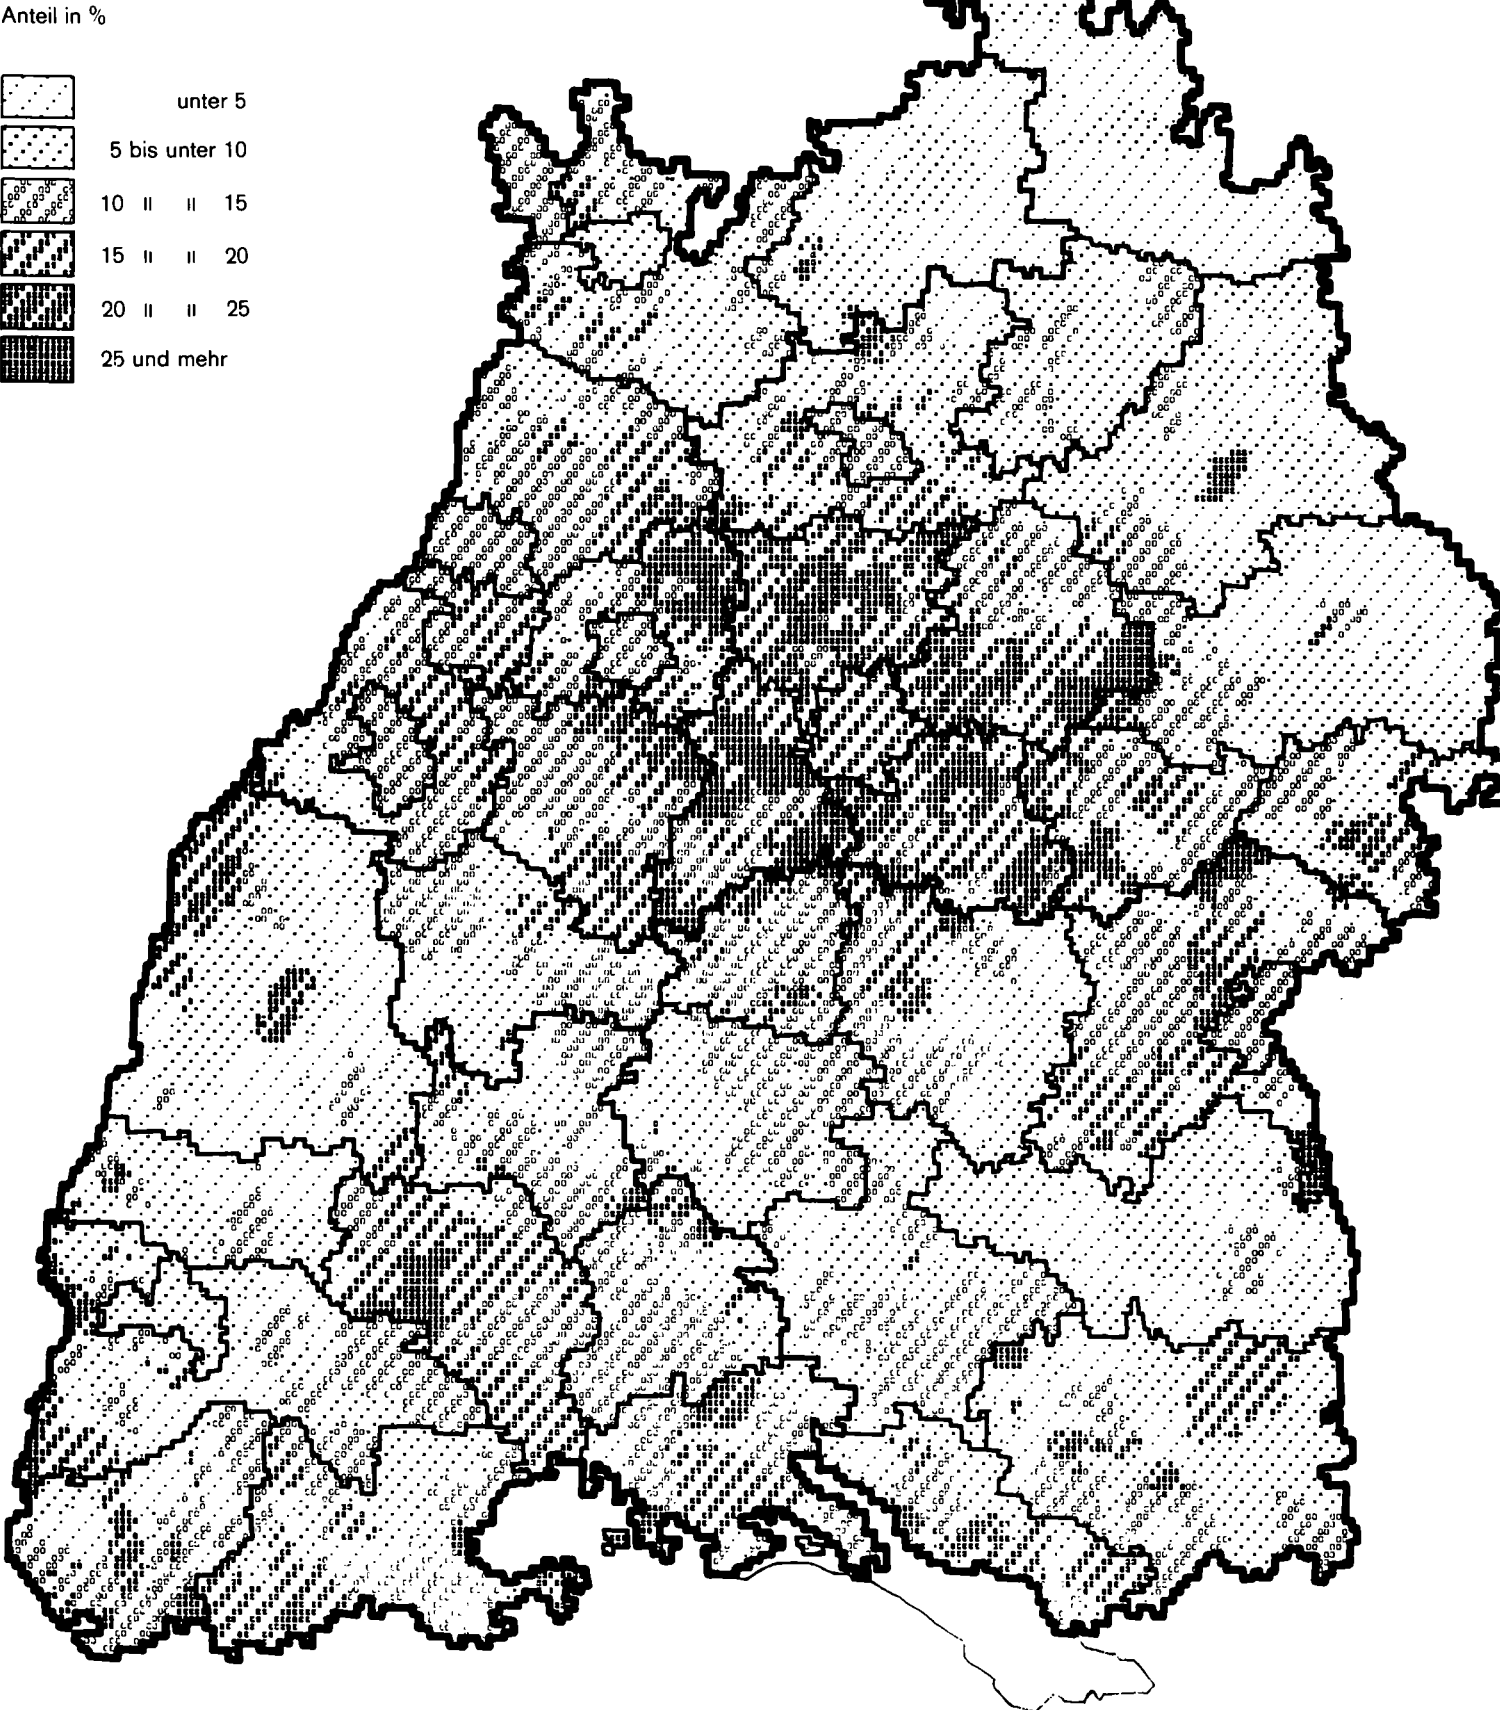 Anteil in %
unter 5
5 bis unter 10
10 " " 15
15 " " 20
20 " " 25
25 und mehr